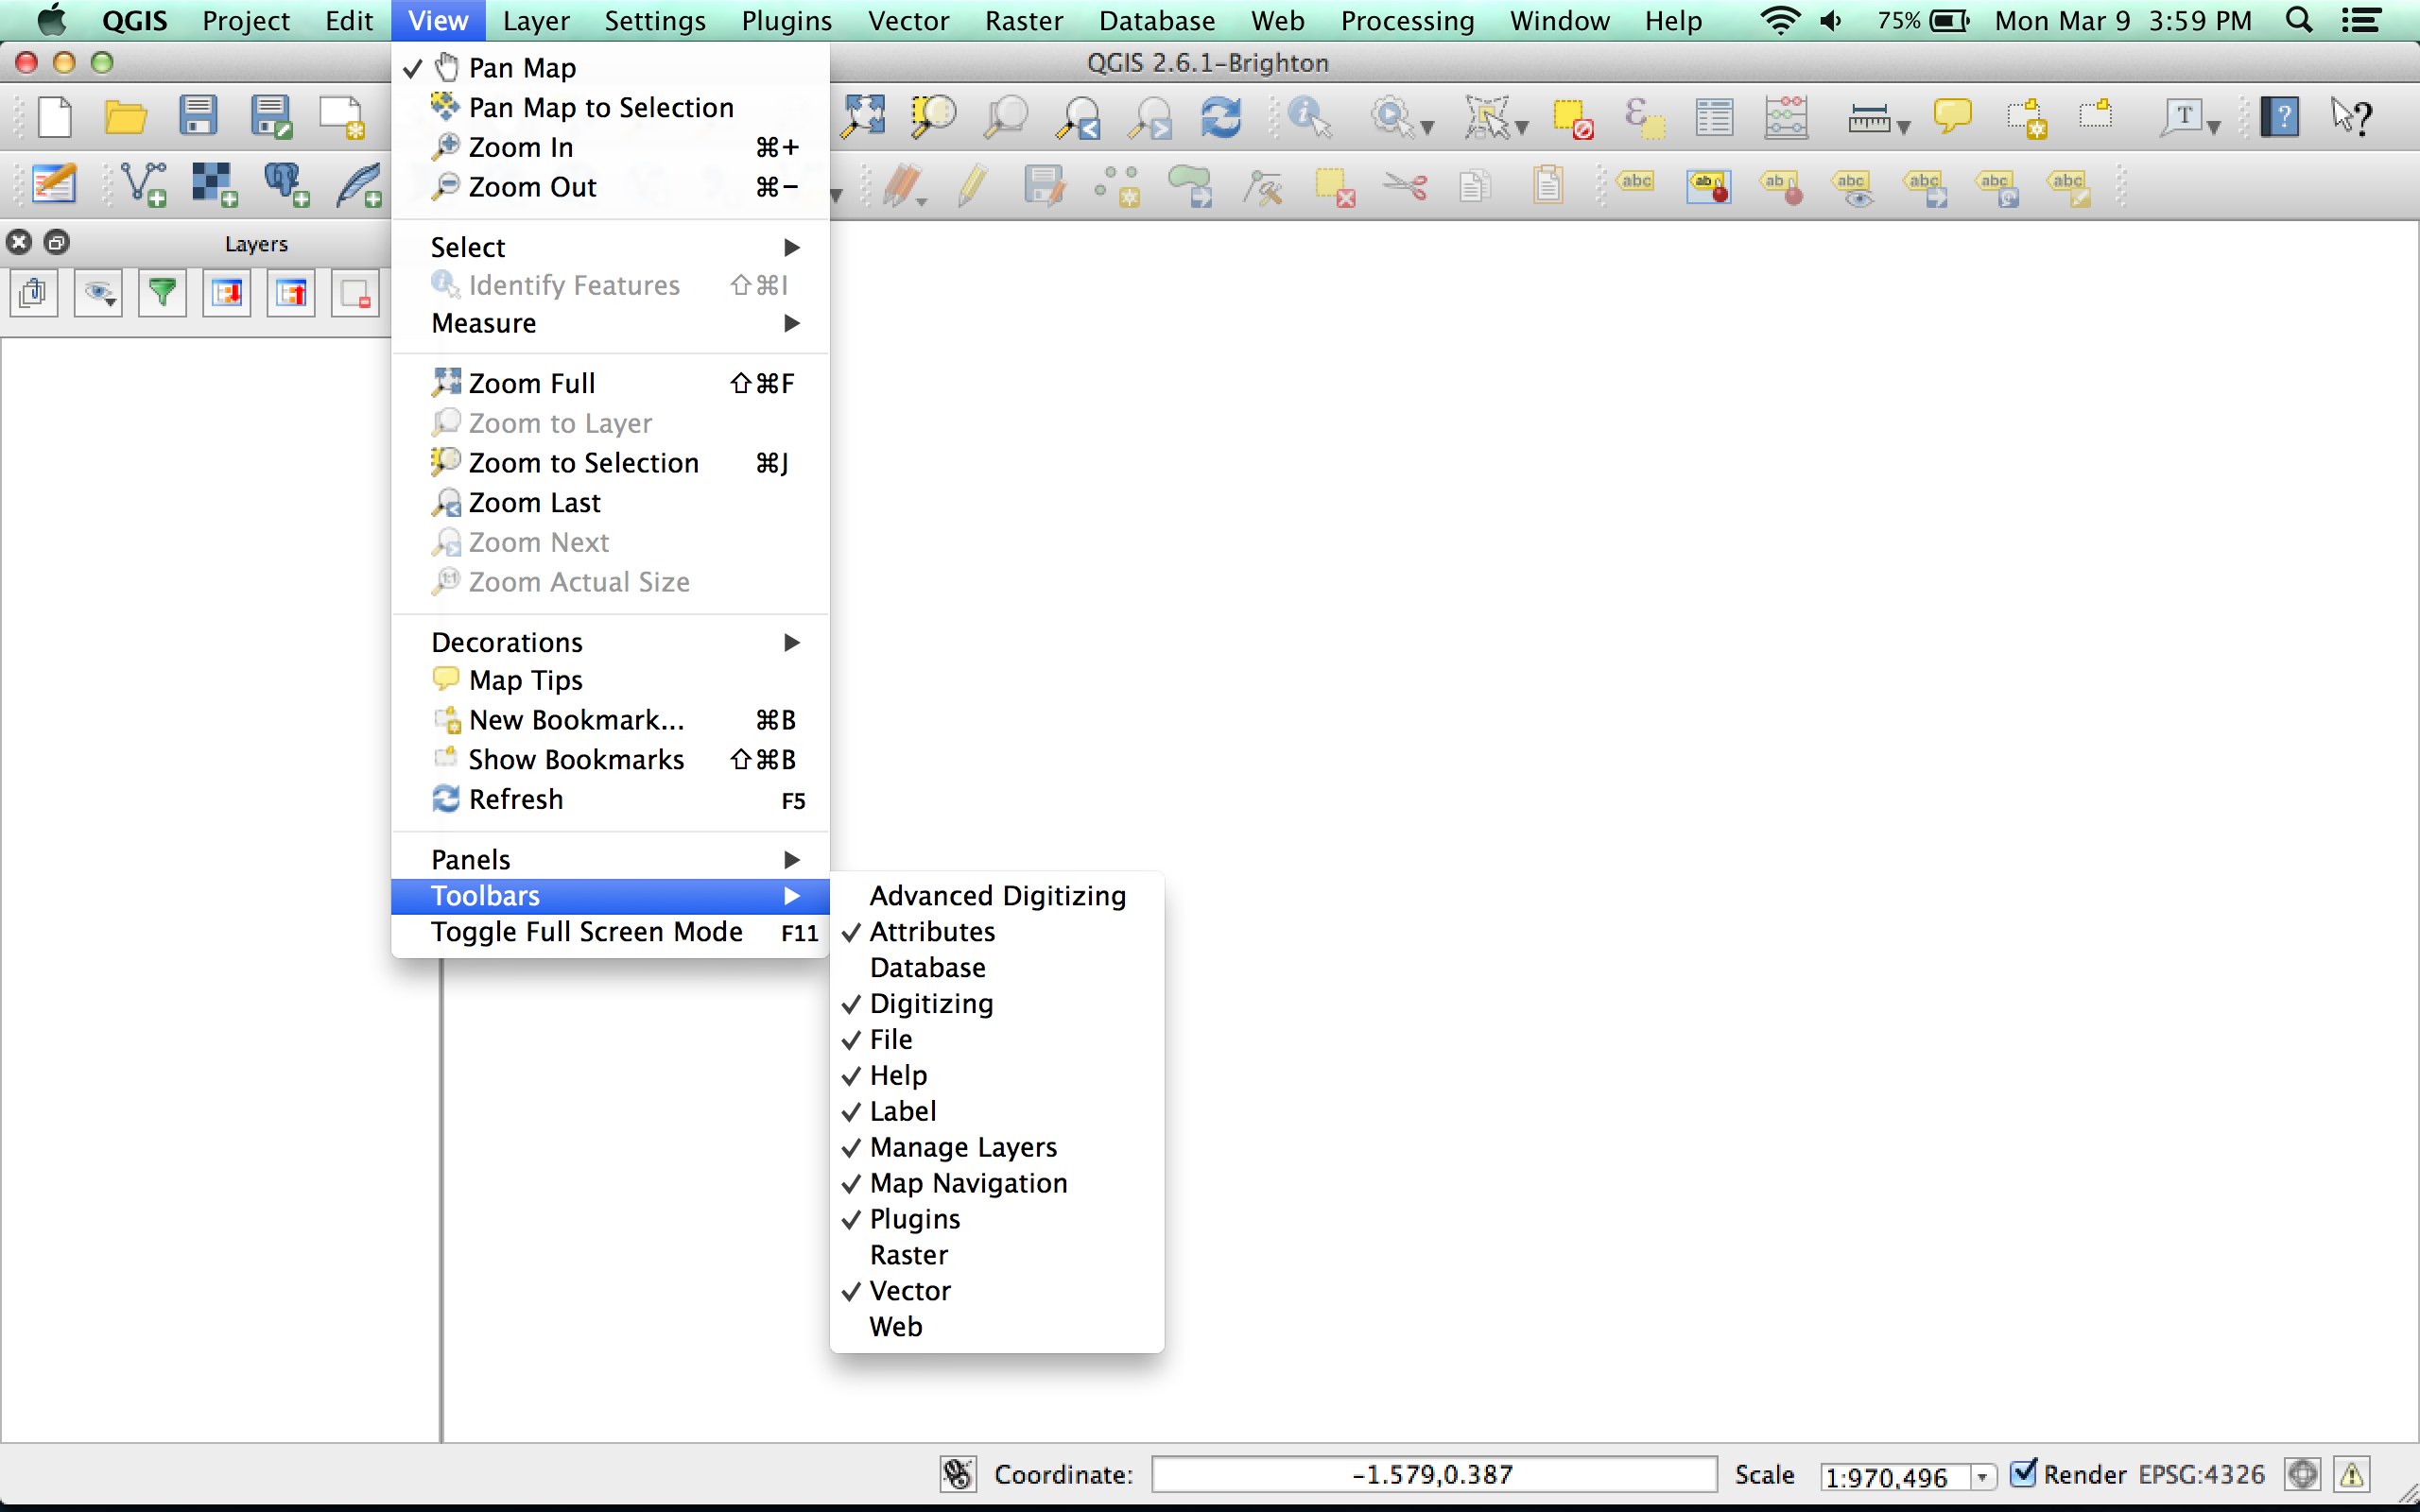 QGIS Project Edit View Layer Settings Plugins Vector Raster Database Web Processing Window Help 75% Mon Mar 9 3:59 PM
QGIS 2.6.1-Brighton
✓ Pan Map
Pan Map to Selection
Zoom In ⌘+
Zoom Out ⌘−
Layers
Select ▶
Identify Features ⇧⌘I
Measure ▶
Zoom Full ⇧⌘F
Zoom to Layer
Zoom to Selection ⌘J
Zoom Last
Zoom Next
Zoom Actual Size
Decorations ▶
Map Tips
New Bookmark... ⌘B
Show Bookmarks ⇧⌘B
Refresh F5
Panels ▶
Toolbars ▶
Toggle Full Screen Mode F11
Advanced Digitizing
✓ Attributes
Database
✓ Digitizing
✓ File
✓ Help
✓ Label
✓ Manage Layers
✓ Map Navigation
✓ Plugins
Raster
✓ Vector
Web
Coordinate: -1.579,0.387 Scale 1:970,496 Render EPSG:4326